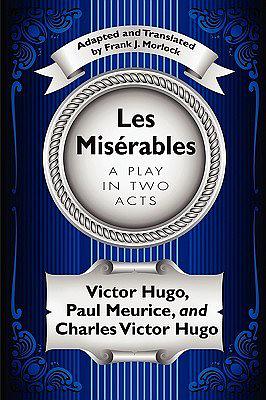 Adapted and Translated
by Frank J. Morlock
Les
Misérables
A PLAY
IN TWO
ACTS
Victor Hugo,
Paul Meurice, and
Charles Victor Hugo